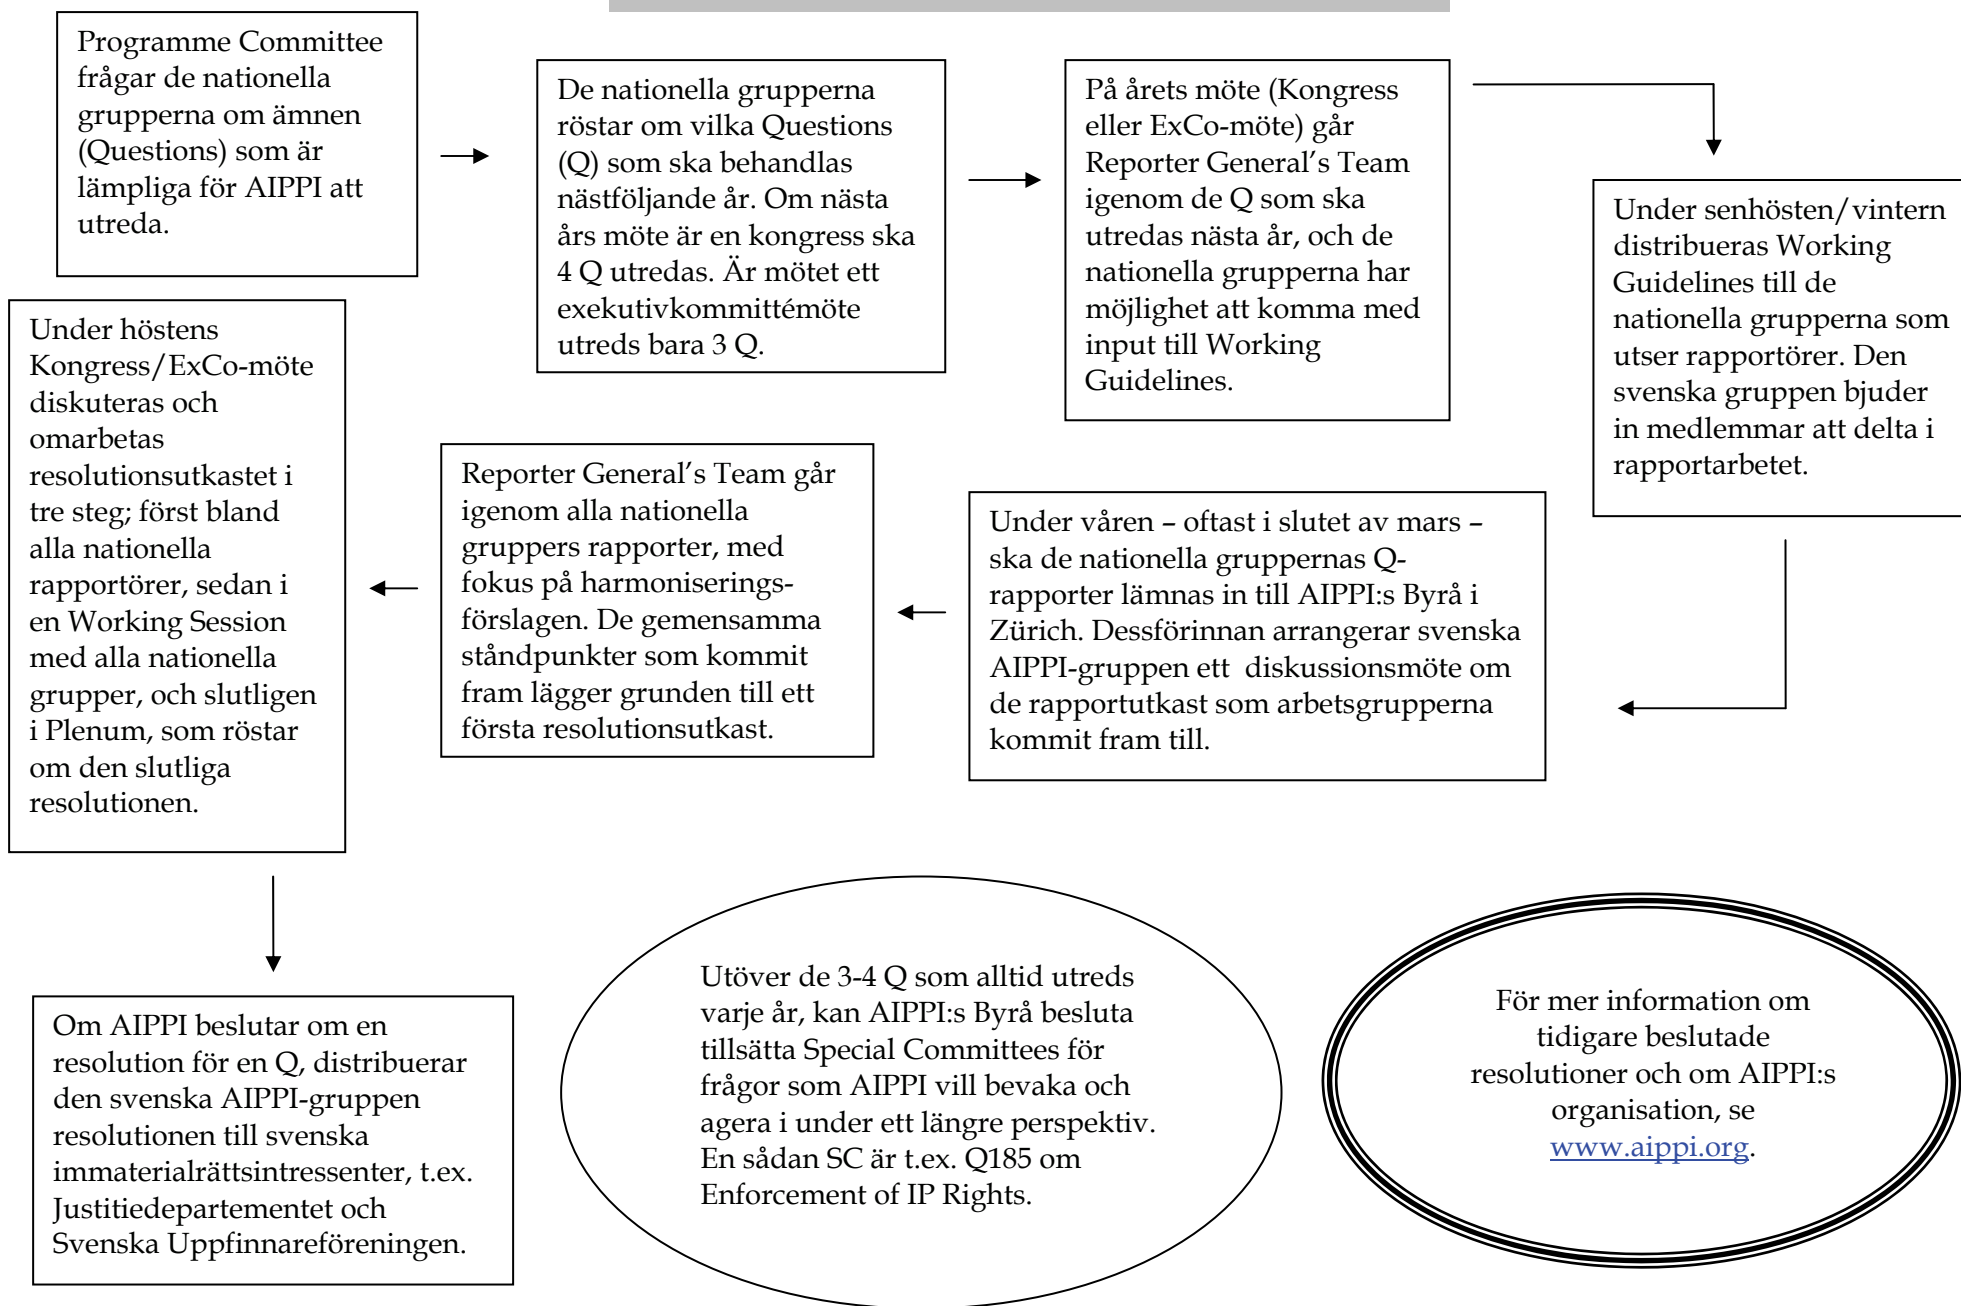 Programme Committee
frågar de nationella
grupperna om ämnen
(Questions) som är
lämpliga för AIPPI att
utreda.
De nationella grupperna
röstar om vilka Questions
(Q) som ska behandlas
nästföljande år. Om nästa
års möte är en kongress ska
4 Q utredas. Är mötet ett
exekutivkommittémöte
utreds bara 3 Q.
På årets möte (Kongress
eller ExCo-möte) går
Reporter General’s Team
igenom de Q som ska
utredas nästa år, och de
nationella grupperna har
möjlighet att komma med
input till Working
Guidelines.
Under senhösten/vintern
distribueras Working
Guidelines till de
nationella grupperna som
utser rapportörer. Den
svenska gruppen bjuder
in medlemmar att delta i
rapportarbetet.
Under våren – oftast i slutet av mars –
ska de nationella gruppernas Q-
rapporter lämnas in till AIPPI:s Byrå i
Zürich. Dessförinnan arrangerar svenska
AIPPI-gruppen ett  diskussionsmöte om
de rapportutkast som arbetsgrupperna
kommit fram till.
Reporter General’s Team går
igenom alla nationella
gruppers rapporter, med
fokus på harmoniserings-
förslagen. De gemensamma
ståndpunkter som kommit
fram lägger grunden till ett
första resolutionsutkast.
Under höstens
Kongress/ExCo-möte
diskuteras och
omarbetas
resolutionsutkastet i
tre steg; först bland
alla nationella
rapportörer, sedan i
en Working Session
med alla nationella
grupper, och slutligen
i Plenum, som röstar
om den slutliga
resolutionen.
Om AIPPI beslutar om en
resolution för en Q, distribuerar
den svenska AIPPI-gruppen
resolutionen till svenska
immaterialrättsintressenter, t.ex.
Justitiedepartementet och
Svenska Uppfinnareföreningen.
Utöver de 3-4 Q som alltid utreds
varje år, kan AIPPI:s Byrå besluta
tillsätta Special Committees för
frågor som AIPPI vill bevaka och
agera i under ett längre perspektiv.
En sådan SC är t.ex. Q185 om
Enforcement of IP Rights.
För mer information om
tidigare beslutade
resolutioner och om AIPPI:s
organisation, se
www.aippi.org.